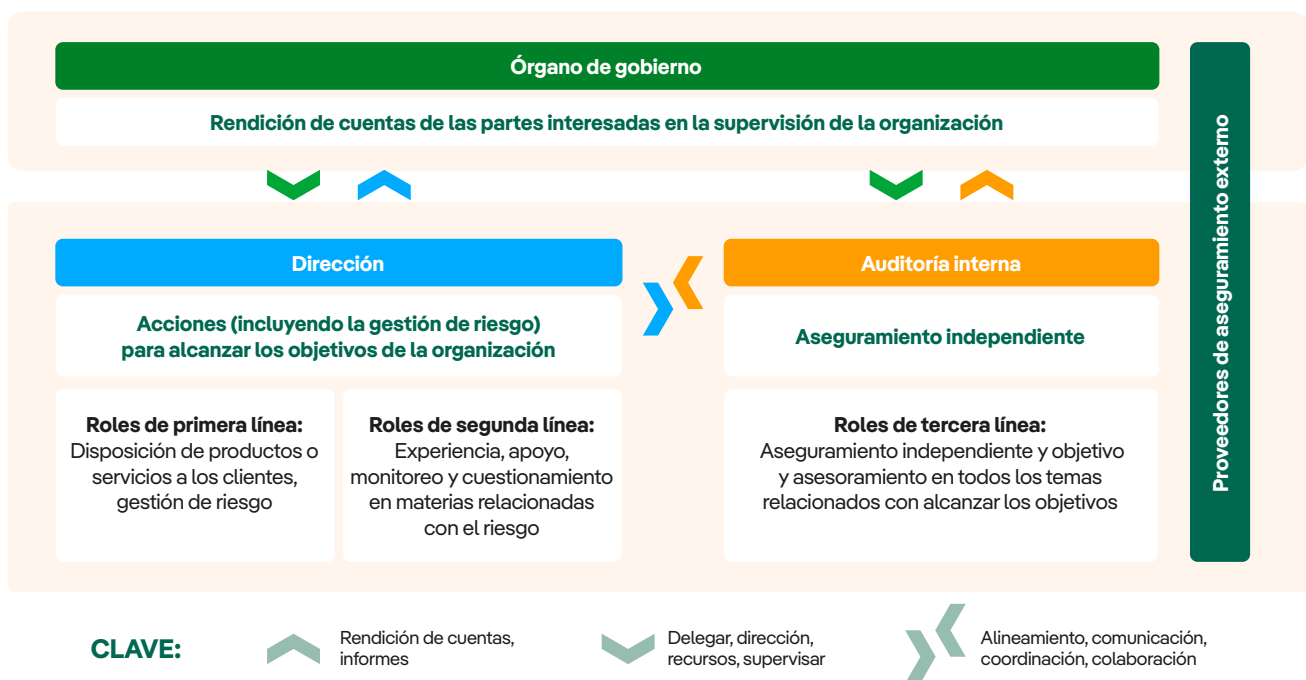 Órgano de gobierno
Rendición de cuentas de las partes interesadas en la supervisión de la organización
Dirección
Acciones (incluyendo la gestión de riesgo)
para alcanzar los objetivos de la organización
Roles de primera línea:
Disposición de productos o
servicios a los clientes,
gestión de riesgo
Roles de segunda línea:
Experiencia, apoyo,
monitoreo y cuestionamiento
en materias relacionadas
con el riesgo
Auditoría interna
Aseguramiento independiente
Roles de tercera línea:
Aseguramiento independiente y objetivo
y asesoramiento en todos los temas
relacionados con alcanzar los objetivos
Proveedores de aseguramiento externo
CLAVE:
Rendición de cuentas,
informes
Delegar, dirección,
recursos, supervisar
Alineamiento, comunicación,
coordinación, colaboración